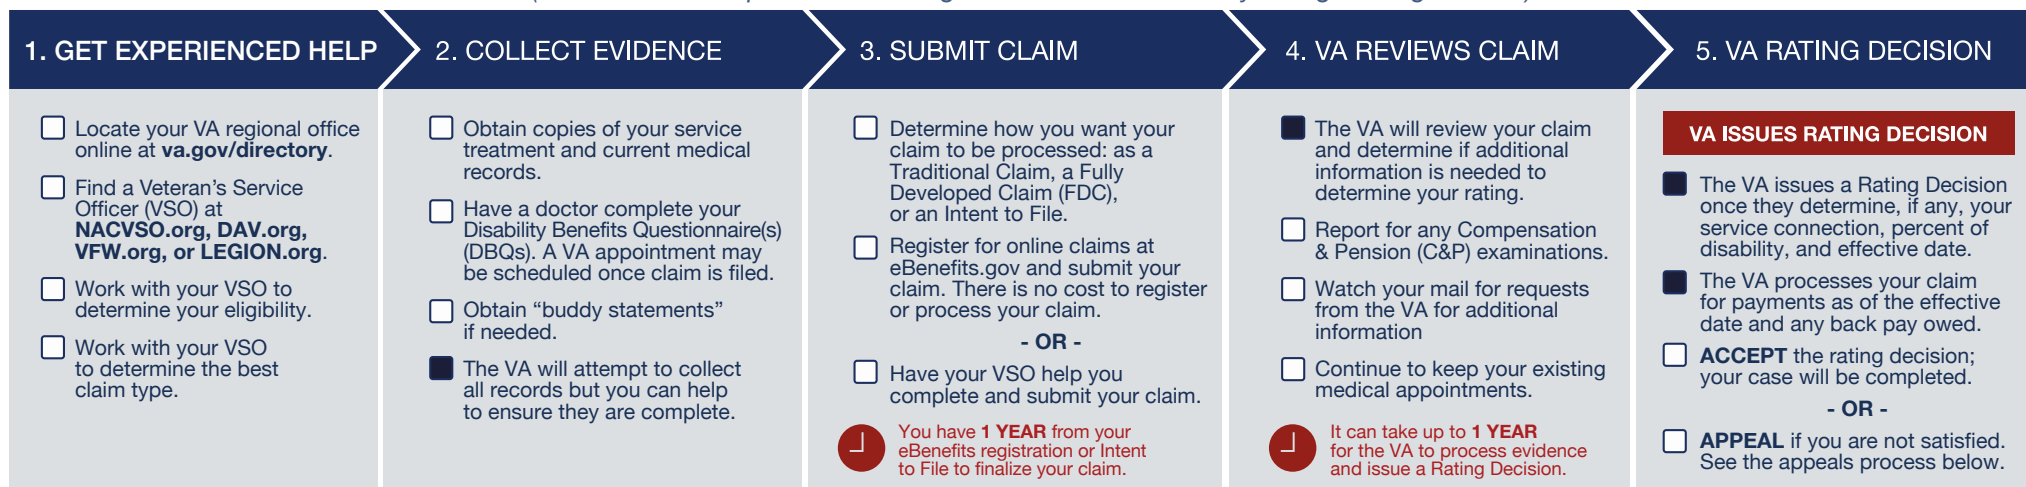 1. GET EXPERIENCED HELP
Locate your VA regional office
online at va.gov/directory.
Find a Veteran's Service
Officer (VSO) at
NACVSO.org, DAV.org,
VFW.org, or LEGION.org.
Work with your VSO to
determine your eligibility.
Work with your VSO
to determine the best
claim type.
2. COLLECT EVIDENCE
Obtain copies of your service
treatment and current medical
records.
Have a doctor complete your
Disability Benefits Questionnaire(s)
(DBQs). A VA appointment may
be scheduled once claim is filed.
Obtain “buddy statements”
if needed.
The VA will attempt to collect
all records but you can help
to ensure they are complete.
3. SUBMIT CLAIM
Determine how you want your
claim to be processed: as a
Traditional Claim, a Fully
Developed Claim (FDC),
or an Intent to File.
Register for online claims at
eBenefits.gov and submit your
claim. There is no cost to register
or process your claim.
- OR -
Have your VSO help you
complete and submit your claim.
You have 1 YEAR from your
eBenefits registration or Intent
to File to finalize your claim.
4. VA REVIEWS CLAIM
The VA will review your claim
and determine if additional
information is needed to
determine your rating.
Report for any Compensation
& Pension (C&P) examinations.
Watch your mail for requests
from the VA for additional
information
Continue to keep your existing
medical appointments.
It can take up to 1 YEAR
for the VA to process evidence
and issue a Rating Decision.
5. VA RATING DECISION
VA ISSUES RATING DECISION
The VA issues a Rating Decision
once they determine, if any, your
service connection, percent of
disability, and effective date.
The VA processes your claim
for payments as of the effective
date and any back pay owed.
ACCEPT the rating decision;
your case will be completed.
- OR -
APPEAL if you are not satisfied.
See the appeals process below.